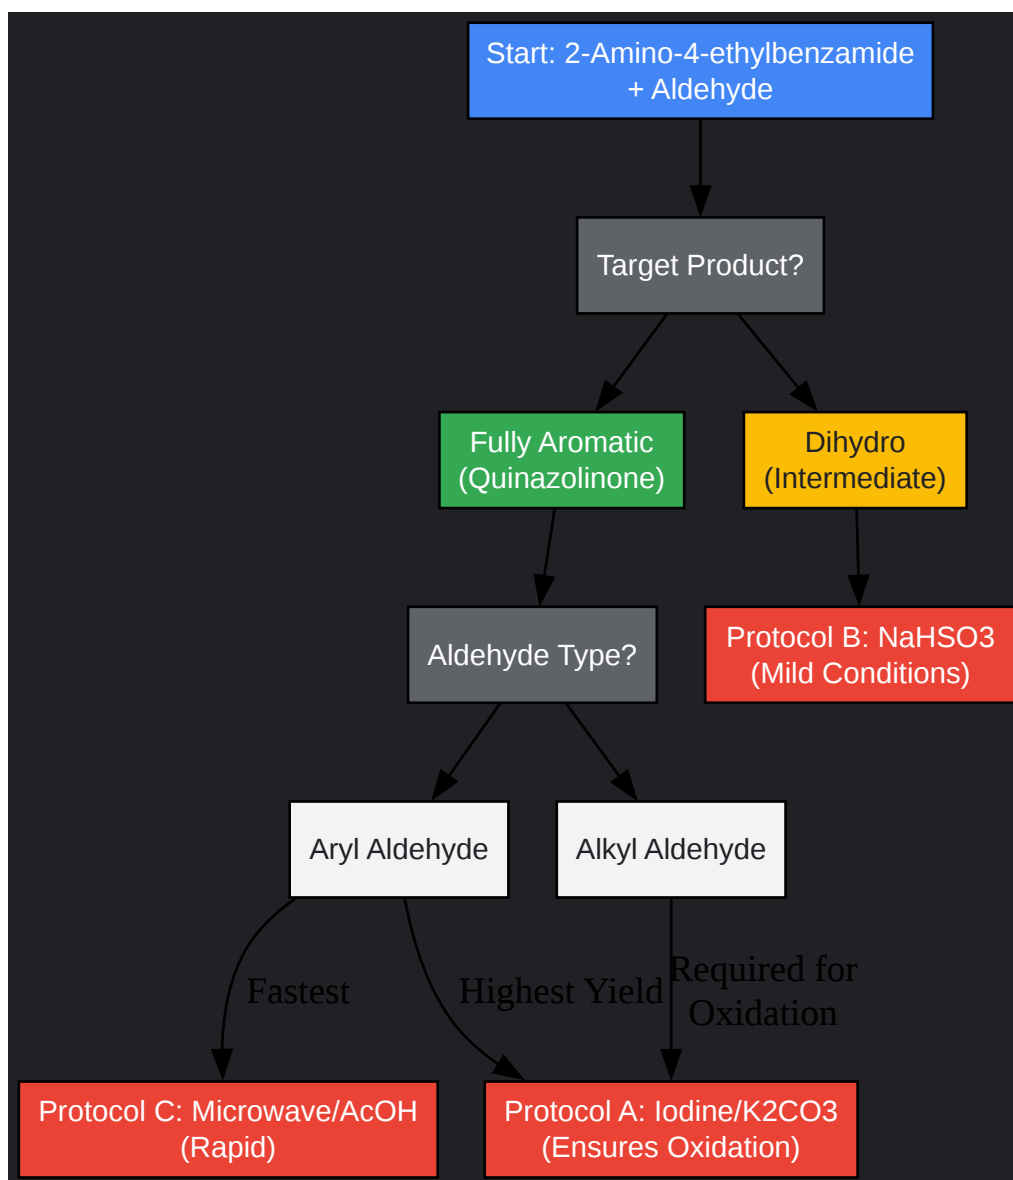 Start: 2-Amino-4-ethylbenzamide
+ Aldehyde
Target Product?
Fully Aromatic
(Quinazolinone)
Dihydro
(Intermediate)
Aldehyde Type?
Protocol B: NaHSO3
(Mild Conditions)
Aryl Aldehyde
Alkyl Aldehyde
Fastest
Highest Yield
Required for
Oxidation
Protocol C: Microwave/AcOH
(Rapid)
Protocol A: Iodine/K2CO3
(Ensures Oxidation)